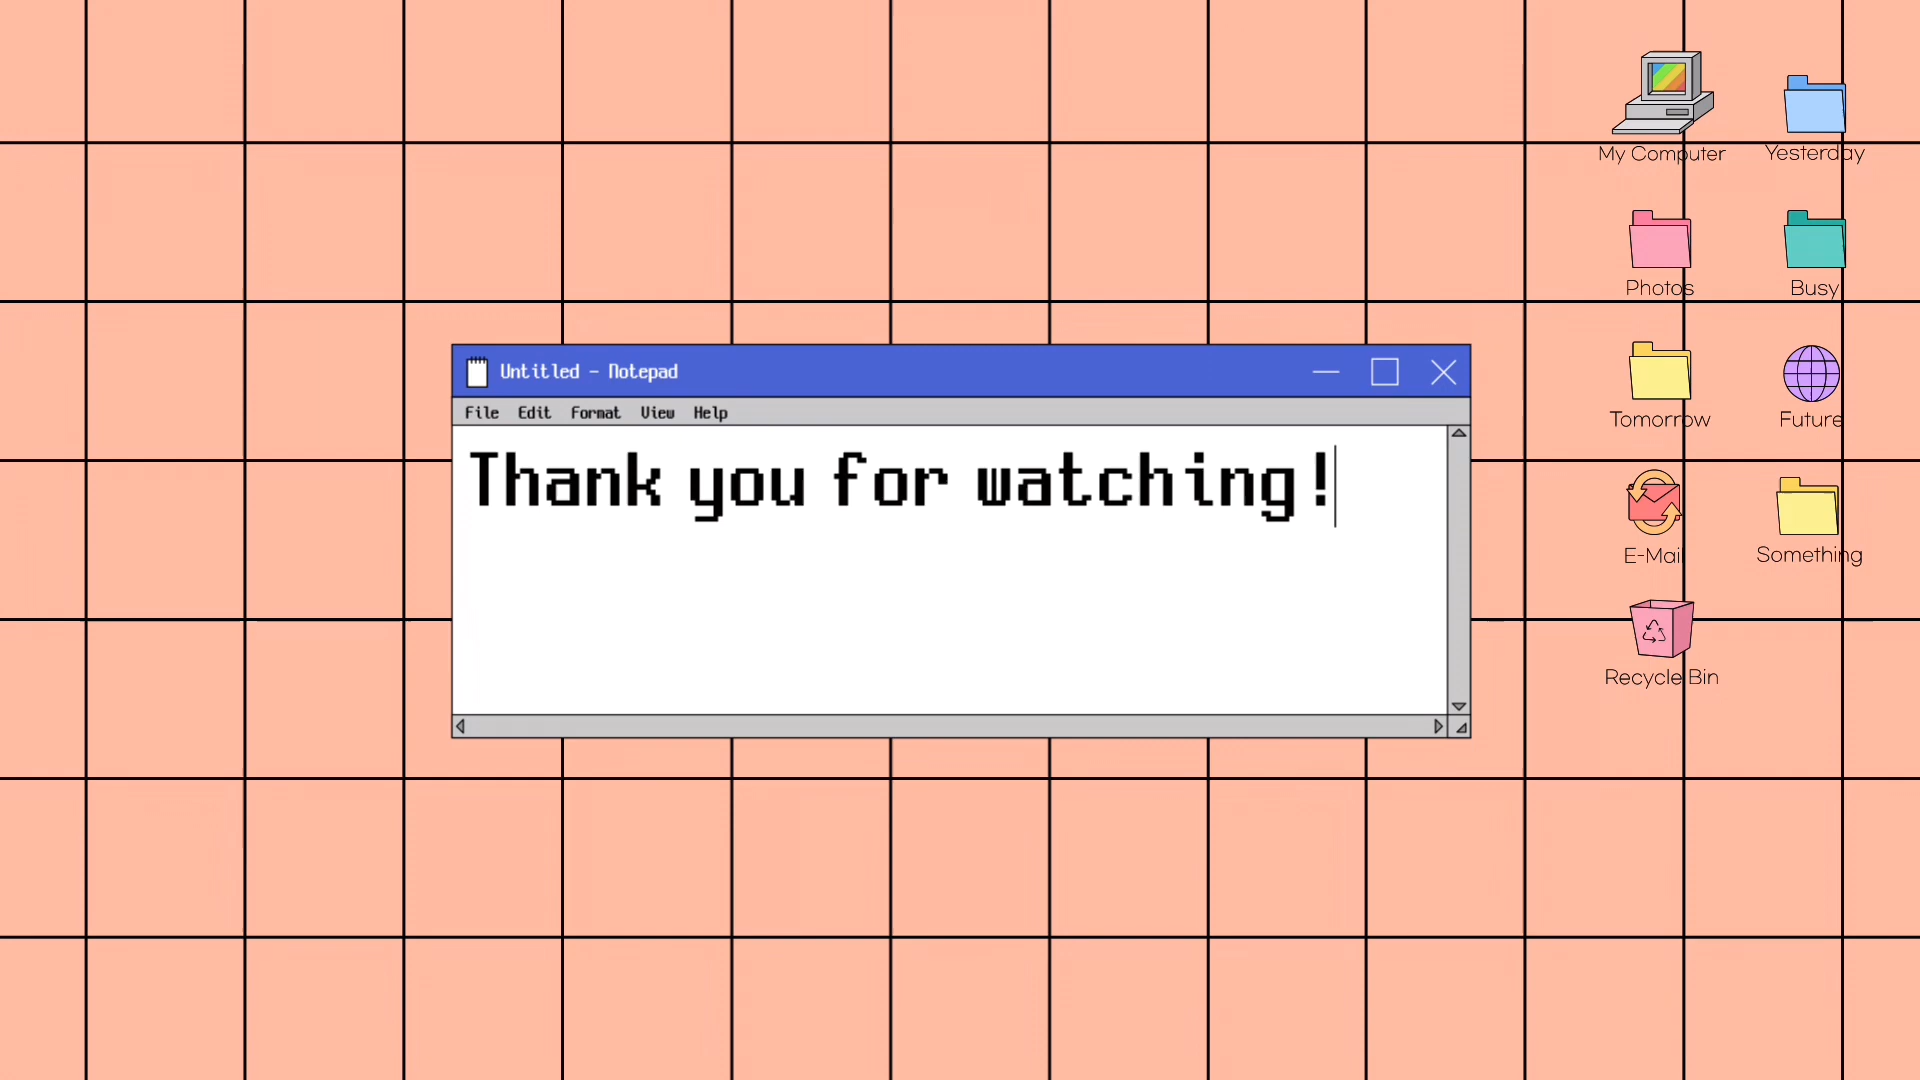 My Computer
Yesterday
Photos
Busy
Untitled - Notepad
File Edit Format View Help
Thank you for watching!
Tomorrow
Future
E-Mail
Something
Recycle Bin